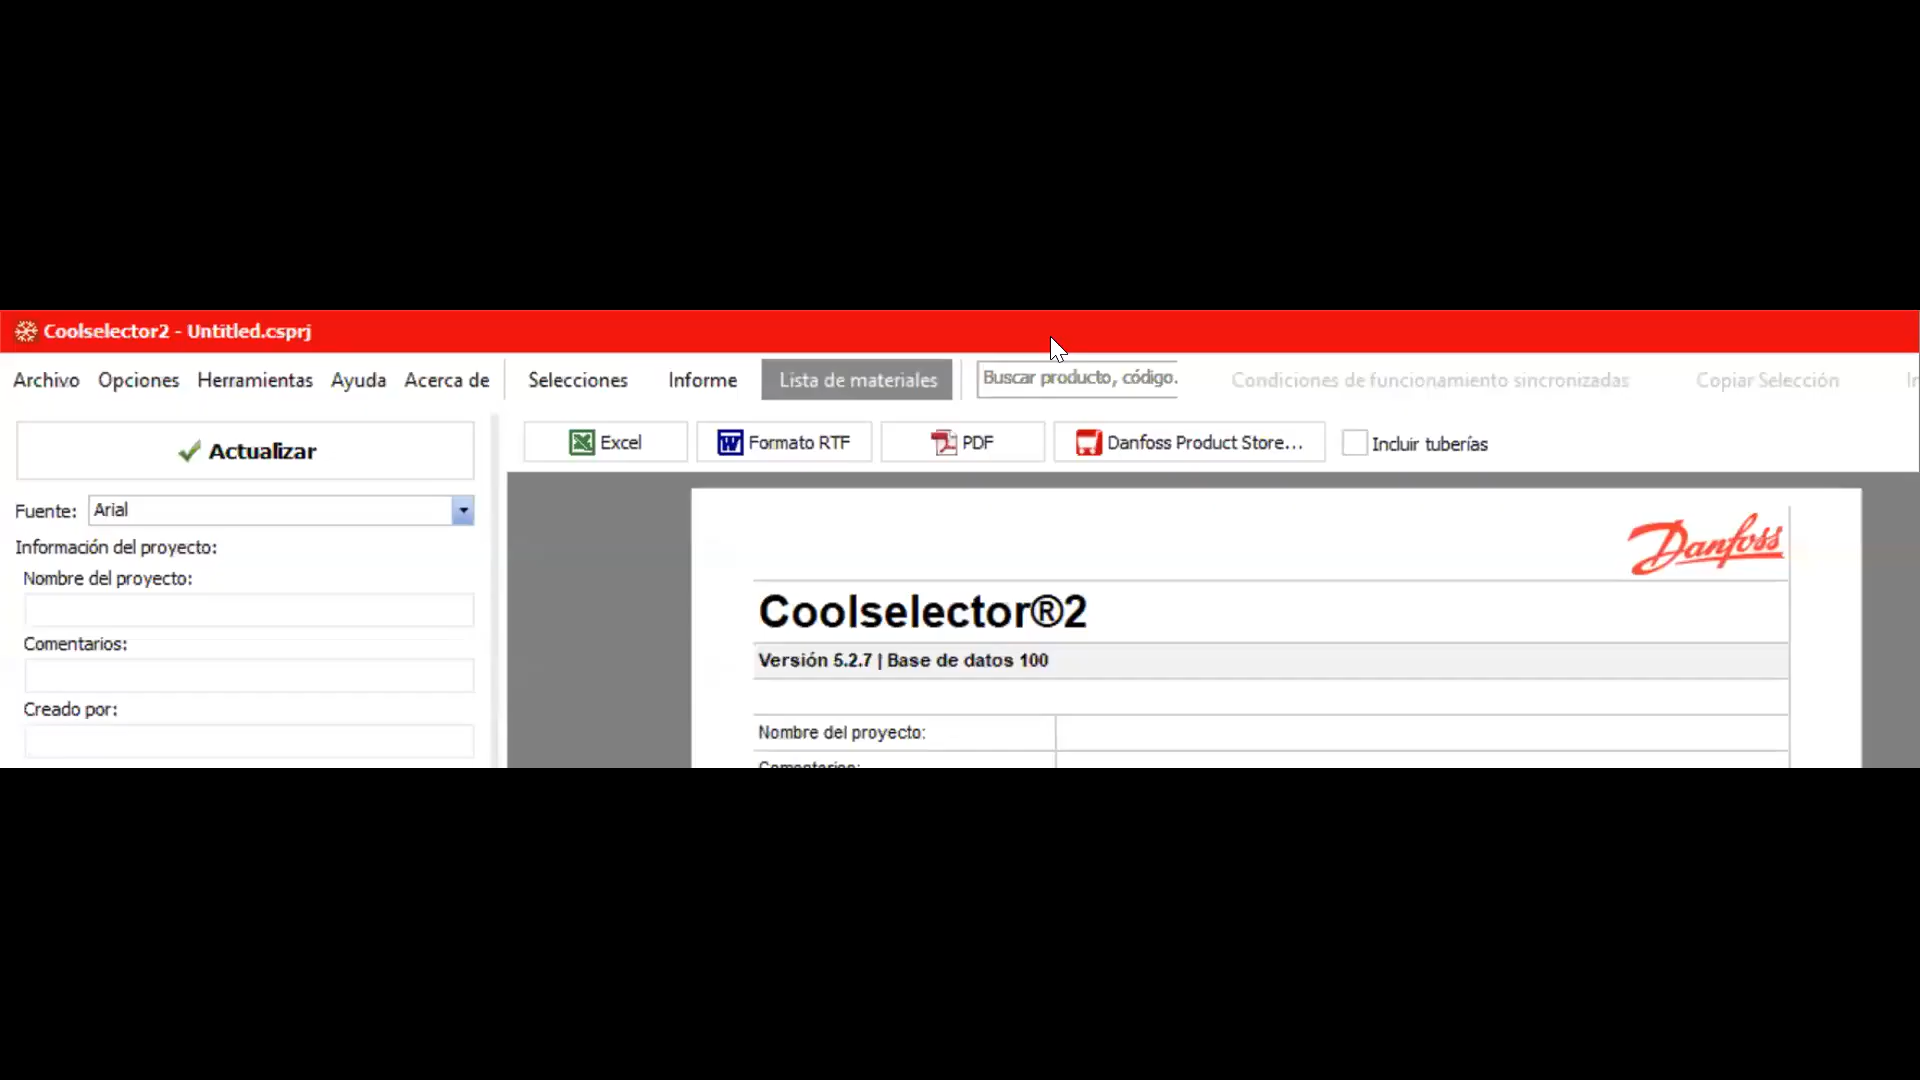 Coolselector2 - Untitled.csprj
Archivo Opciones Herramientas Ayuda Acerca de Selecciones Informe Lista de materiales Buscar producto, código. Condiciones de funcionamiento sincronizadas Copiar Selección
Actualizar Excel Formato RTF PDF Danfoss Product Store... Incluir tuberías
Fuente: Arial
Información del proyecto:
Nombre del proyecto:
Comentarios:
Creado por:
Danfoss
Coolselector®2
Versión 5.2.7 | Base de datos 100
Nombre del proyecto:
Comentarios: